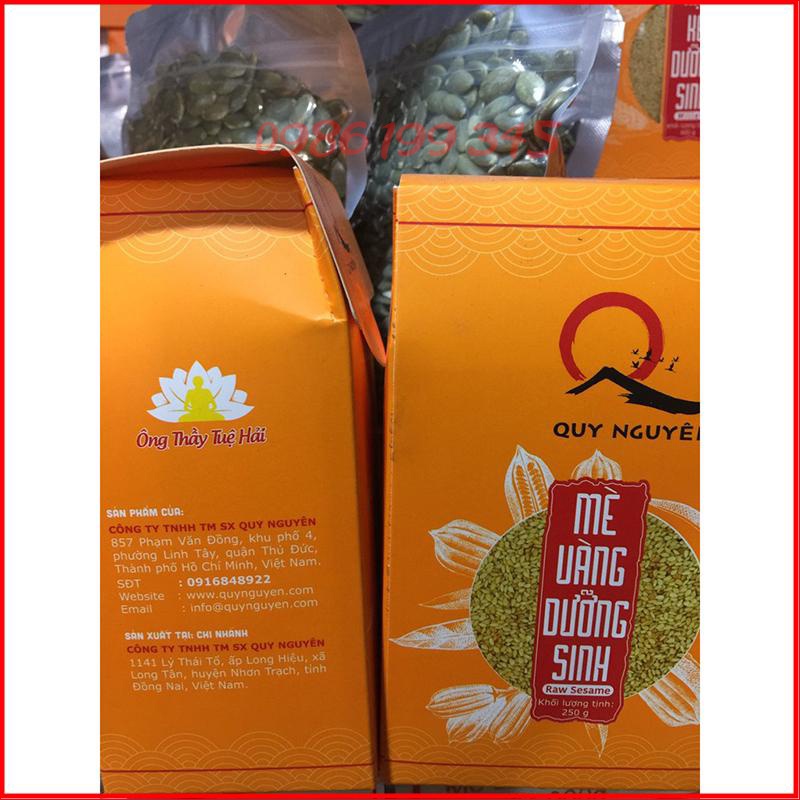 0986 199 315
DƯỠNG
SINH
Ông Thầy Tuệ Hải
SẢN PHẨM CỦA:
CÔNG TY TNHH TM SX QUY NGUYÊN
857 Phạm Văn Đồng, khu phố 4,
phường Linh Tây, quận Thủ Đức,
Thành phố Hồ Chí Minh, Việt Nam.
SĐT : 0916848922
Website : www.quynguyen.com
Email : info@quynguyen.com
SẢN XUẤT TẠI: CHI NHÁNH
CÔNG TY TNHH TM SX QUY NGUYÊN
1141 Lý Thái Tổ, ấp Long Hiệu, xã
Long Tân, huyện Nhơn Trạch, tỉnh
Đồng Nai, Việt Nam.
QUY NGUYÊN
MÈ
VÀNG
DƯỠNG
SINH
Raw Sesame
Khối lượng tịnh:
250 g